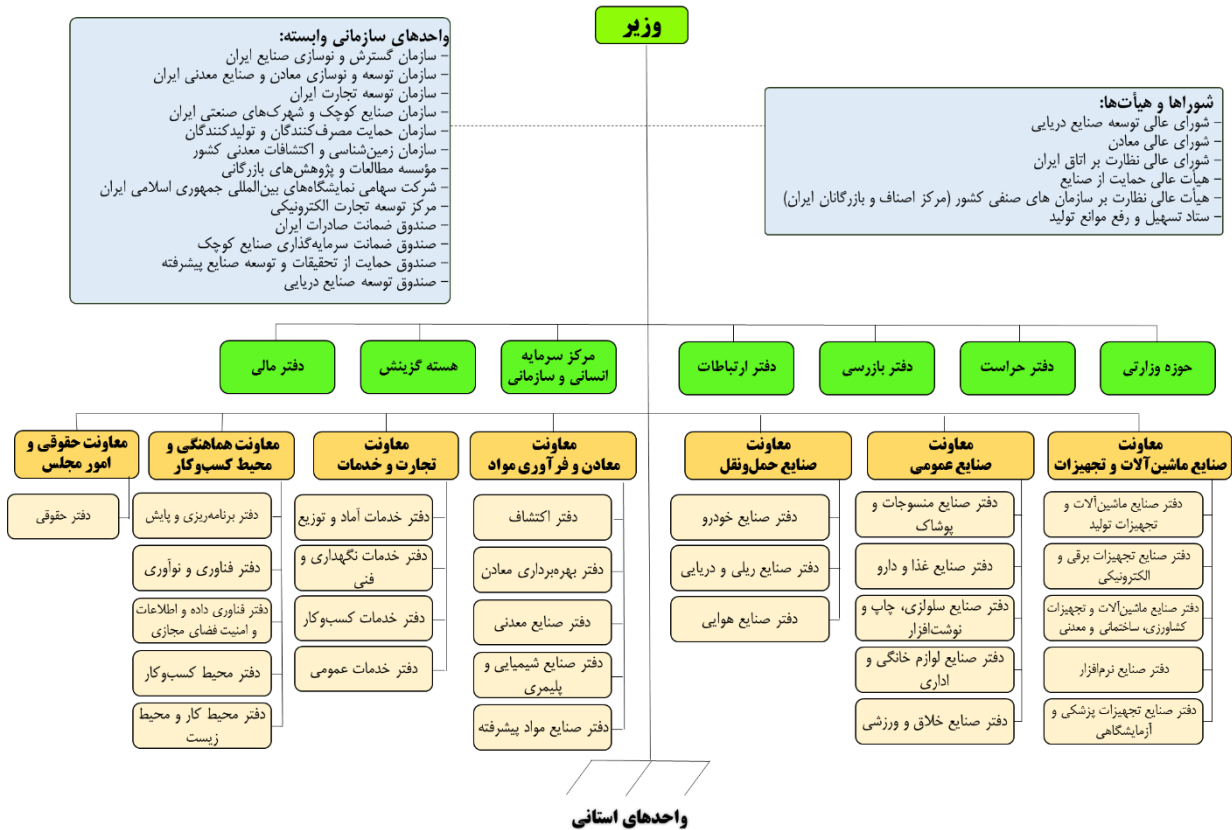 وزیر
شوراها و هیأت‌ها:
- شورای عالی توسعه صنایع دریایی
- شورای عالی معادن
- شورای عالی نظارت بر اتاق ایران
- هیأت عالی حمایت از صنایع
- هیأت عالی نظارت بر سازمان های صنفی کشور (مرکز اصناف و بازرگانان ایران)
- ستاد تسهیل و رفع موانع تولید
واحدهای سازمانی وابسته:
- سازمان گسترش و نوسازی صنایع ایران
- سازمان توسعه و نوسازی معادن و صنایع معدنی ایران
- سازمان توسعه تجارت ایران
- سازمان صنایع کوچک و شهرک‌های صنعتی ایران
- سازمان حمایت مصرف‌کنندگان و تولیدکنندگان
- سازمان زمین‌شناسی و اکتشافات معدنی کشور
- مؤسسه مطالعات و پژوهش‌های بازرگانی
- شرکت سهامی نمایشگاه‌های بین‌المللی جمهوری اسلامی ایران
- مرکز توسعه تجارت الکترونیکی
- صندوق ضمانت صادرات ایران
- صندوق ضمانت سرمایه‌گذاری صنایع کوچک
- صندوق حمایت از تحقیقات و توسعه صنایع پیشرفته
- صندوق توسعه صنایع دریایی
حوزه وزارتی
دفتر حراست
دفتر بازرسی
دفتر ارتباطات
مرکز سرمایه
انسانی و سازمانی
هسته گزینش
دفتر مالی
معاونت
صنایع ماشین‌آلات و تجهیزات
دفتر صنایع ماشین‌آلات و
تجهیزات تولید
دفتر صنایع تجهیزات برقی و
الکترونیکی
دفتر صنایع ماشین‌آلات و تجهیزات
کشاورزی، ساختمانی و معدنی
دفتر صنایع نرم‌افزار
دفتر صنایع تجهیزات پزشکی و
آزمایشگاهی
معاونت
صنایع عمومی
دفتر صنایع منسوجات و
پوشاک
دفتر صنایع غذا و دارو
دفتر صنایع سلولزی، چاپ و
نوشت‌افزار
دفتر صنایع لوازم خانگی و
اداری
دفتر صنایع خلاق و ورزشی
معاونت
صنایع حمل‌ونقل
دفتر صنایع خودرو
دفتر صنایع ریلی و دریایی
دفتر صنایع هوایی
معاونت
معادن و فرآوری مواد
دفتر اکتشاف
دفتر بهره‌برداری معادن
دفتر صنایع معدنی
دفتر صنایع شیمیایی و
پلیمری
دفتر صنایع مواد پیشرفته
معاونت
تجارت و خدمات
دفتر خدمات آماد و توزیع
دفتر خدمات نگهداری و
فنی
دفتر خدمات کسب‌وکار
دفتر خدمات عمومی
معاونت هماهنگی و
محیط کسب‌وکار
دفتر برنامه‌ریزی و پایش
دفتر فناوری و نوآوری
دفتر فناوری داده و اطلاعات
و امنیت فضای مجازی
دفتر محیط کسب‌وکار
دفتر محیط کار و محیط
زیست
معاونت حقوقی و
امور مجلس
دفتر حقوقی
واحدهای استانی